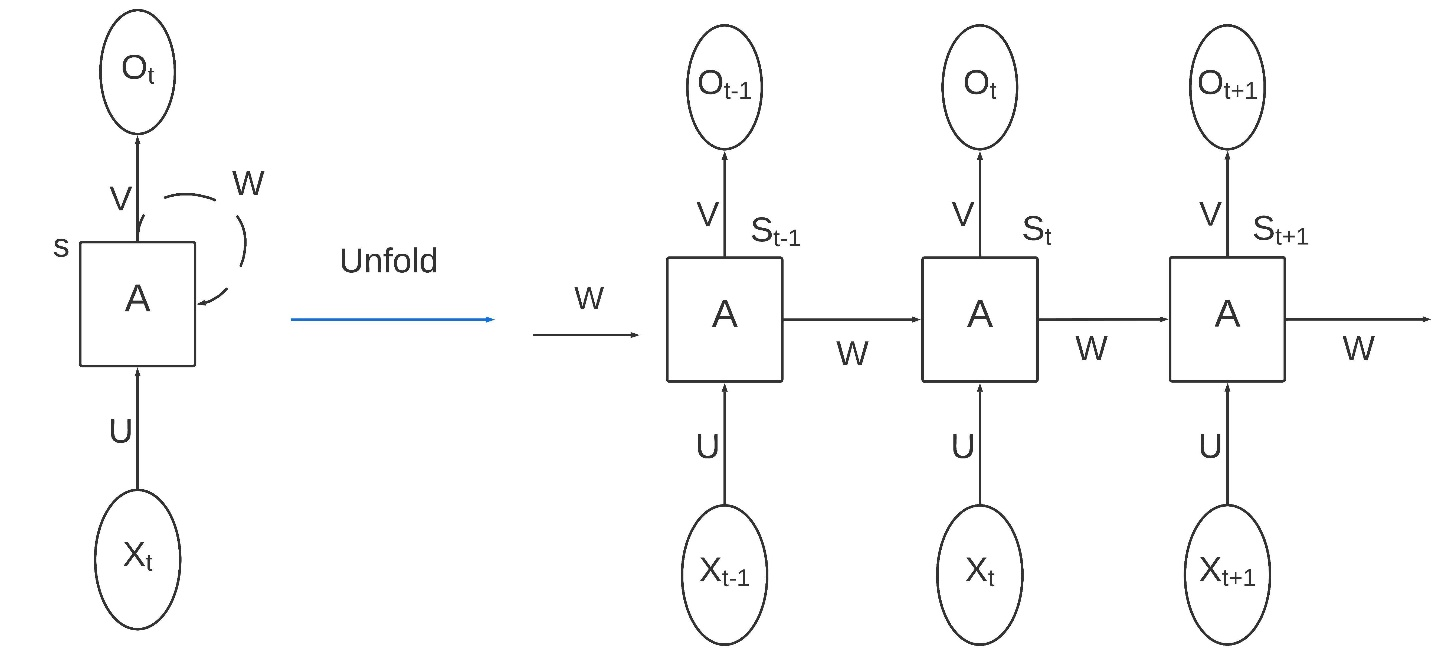 Oₜ
V
W
s
A
U
Xₜ
Unfold
W
Oₜ₋₁
V
Sₜ₋₁
A
W
U
Xₜ₋₁
Oₜ
V
Sₜ
A
W
U
Xₜ
Oₜ₊₁
V
Sₜ₊₁
A
W
U
Xₜ₊₁